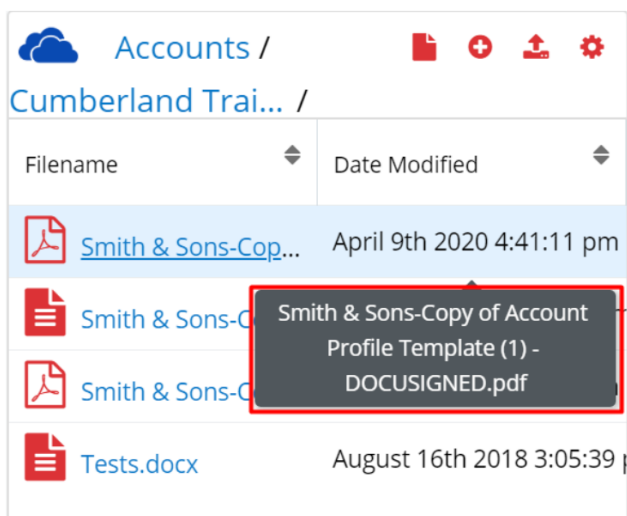 Accounts /
Cumberland Trai... /
Filename Date Modified
Smith & Sons-Cop... April 9th 2020 4:41:11 pm
Smith & Sons-C
Smith & Sons-Copy of Account
Profile Template (1) -
DOCUSIGNED.pdf
Smith & Sons-C
Tests.docx August 16th 2018 3:05:39